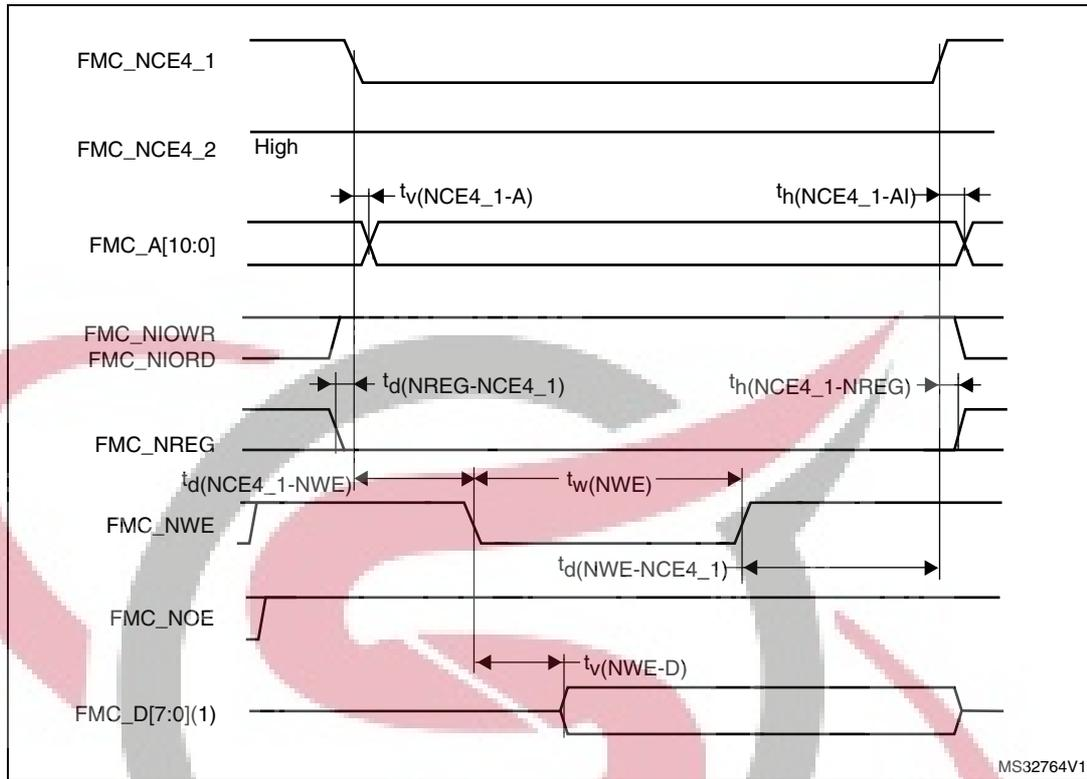 FMC_NCE4_1
FMC_NCE4_2 High
tv(NCE4_1-A) th(NCE4_1-AI)
FMC_A[10:0]
FMC_NIOWR
FMC_NIORD
td(NREG-NCE4_1) th(NCE4_1-NREG)
FMC_NREG
td(NCE4_1-NWE) tw(NWE)
FMC_NWE
td(NWE-NCE4_1)
FMC_NOE
tv(NWE-D)
FMC_D[7:0](1)
MS32764V1